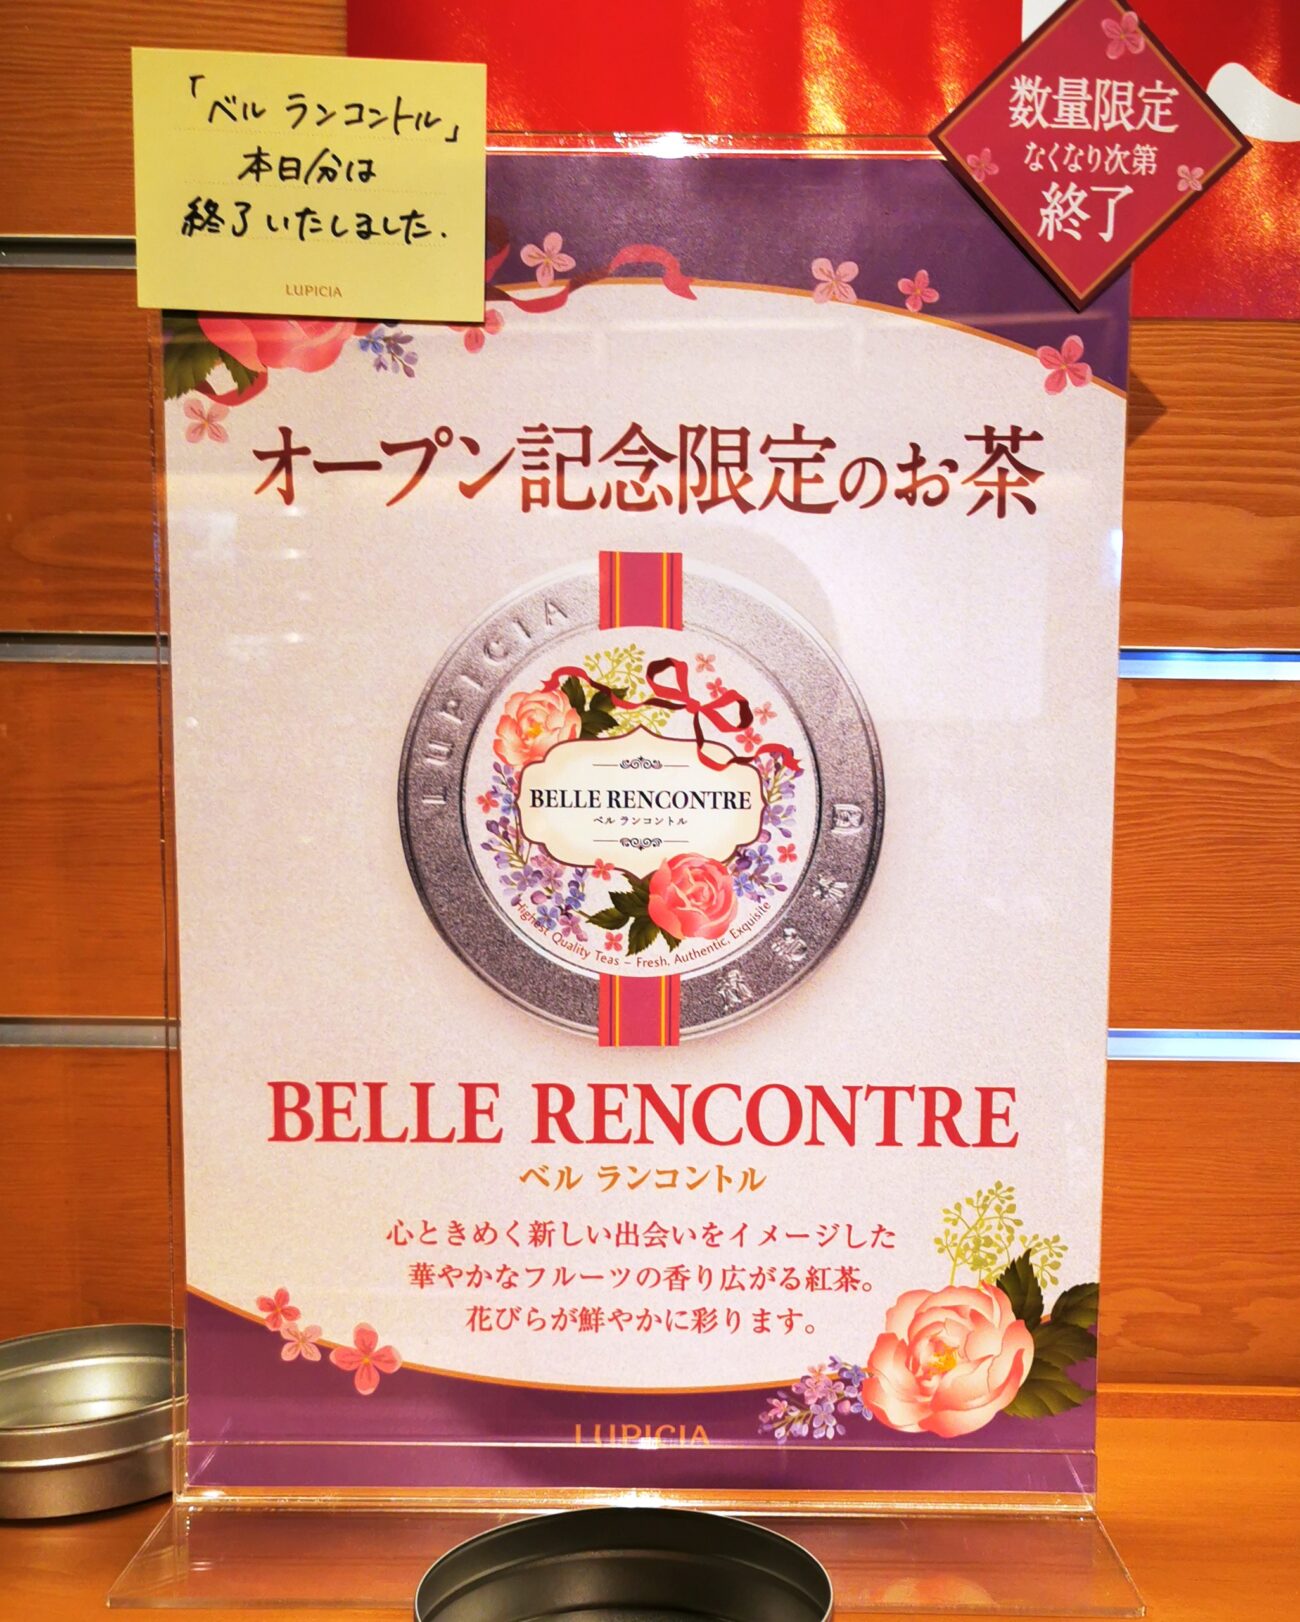 「ベル ランコントル」
本日分は
終了いたしました.
LUPICIA
数量限定
なくなり次第
終了
オープン記念限定のお茶
LUPICIA
BELLE RENCONTRE
ベル ランコントル
Highest Quality Teas – Fresh, Authentic, Exquisite
BELLE RENCONTRE
ベル ランコントル
心ときめく新しい出会いをイメージした
華やかなフルーツの香り広がる紅茶。
花びらが鮮やかに彩ります。
LUPICIA